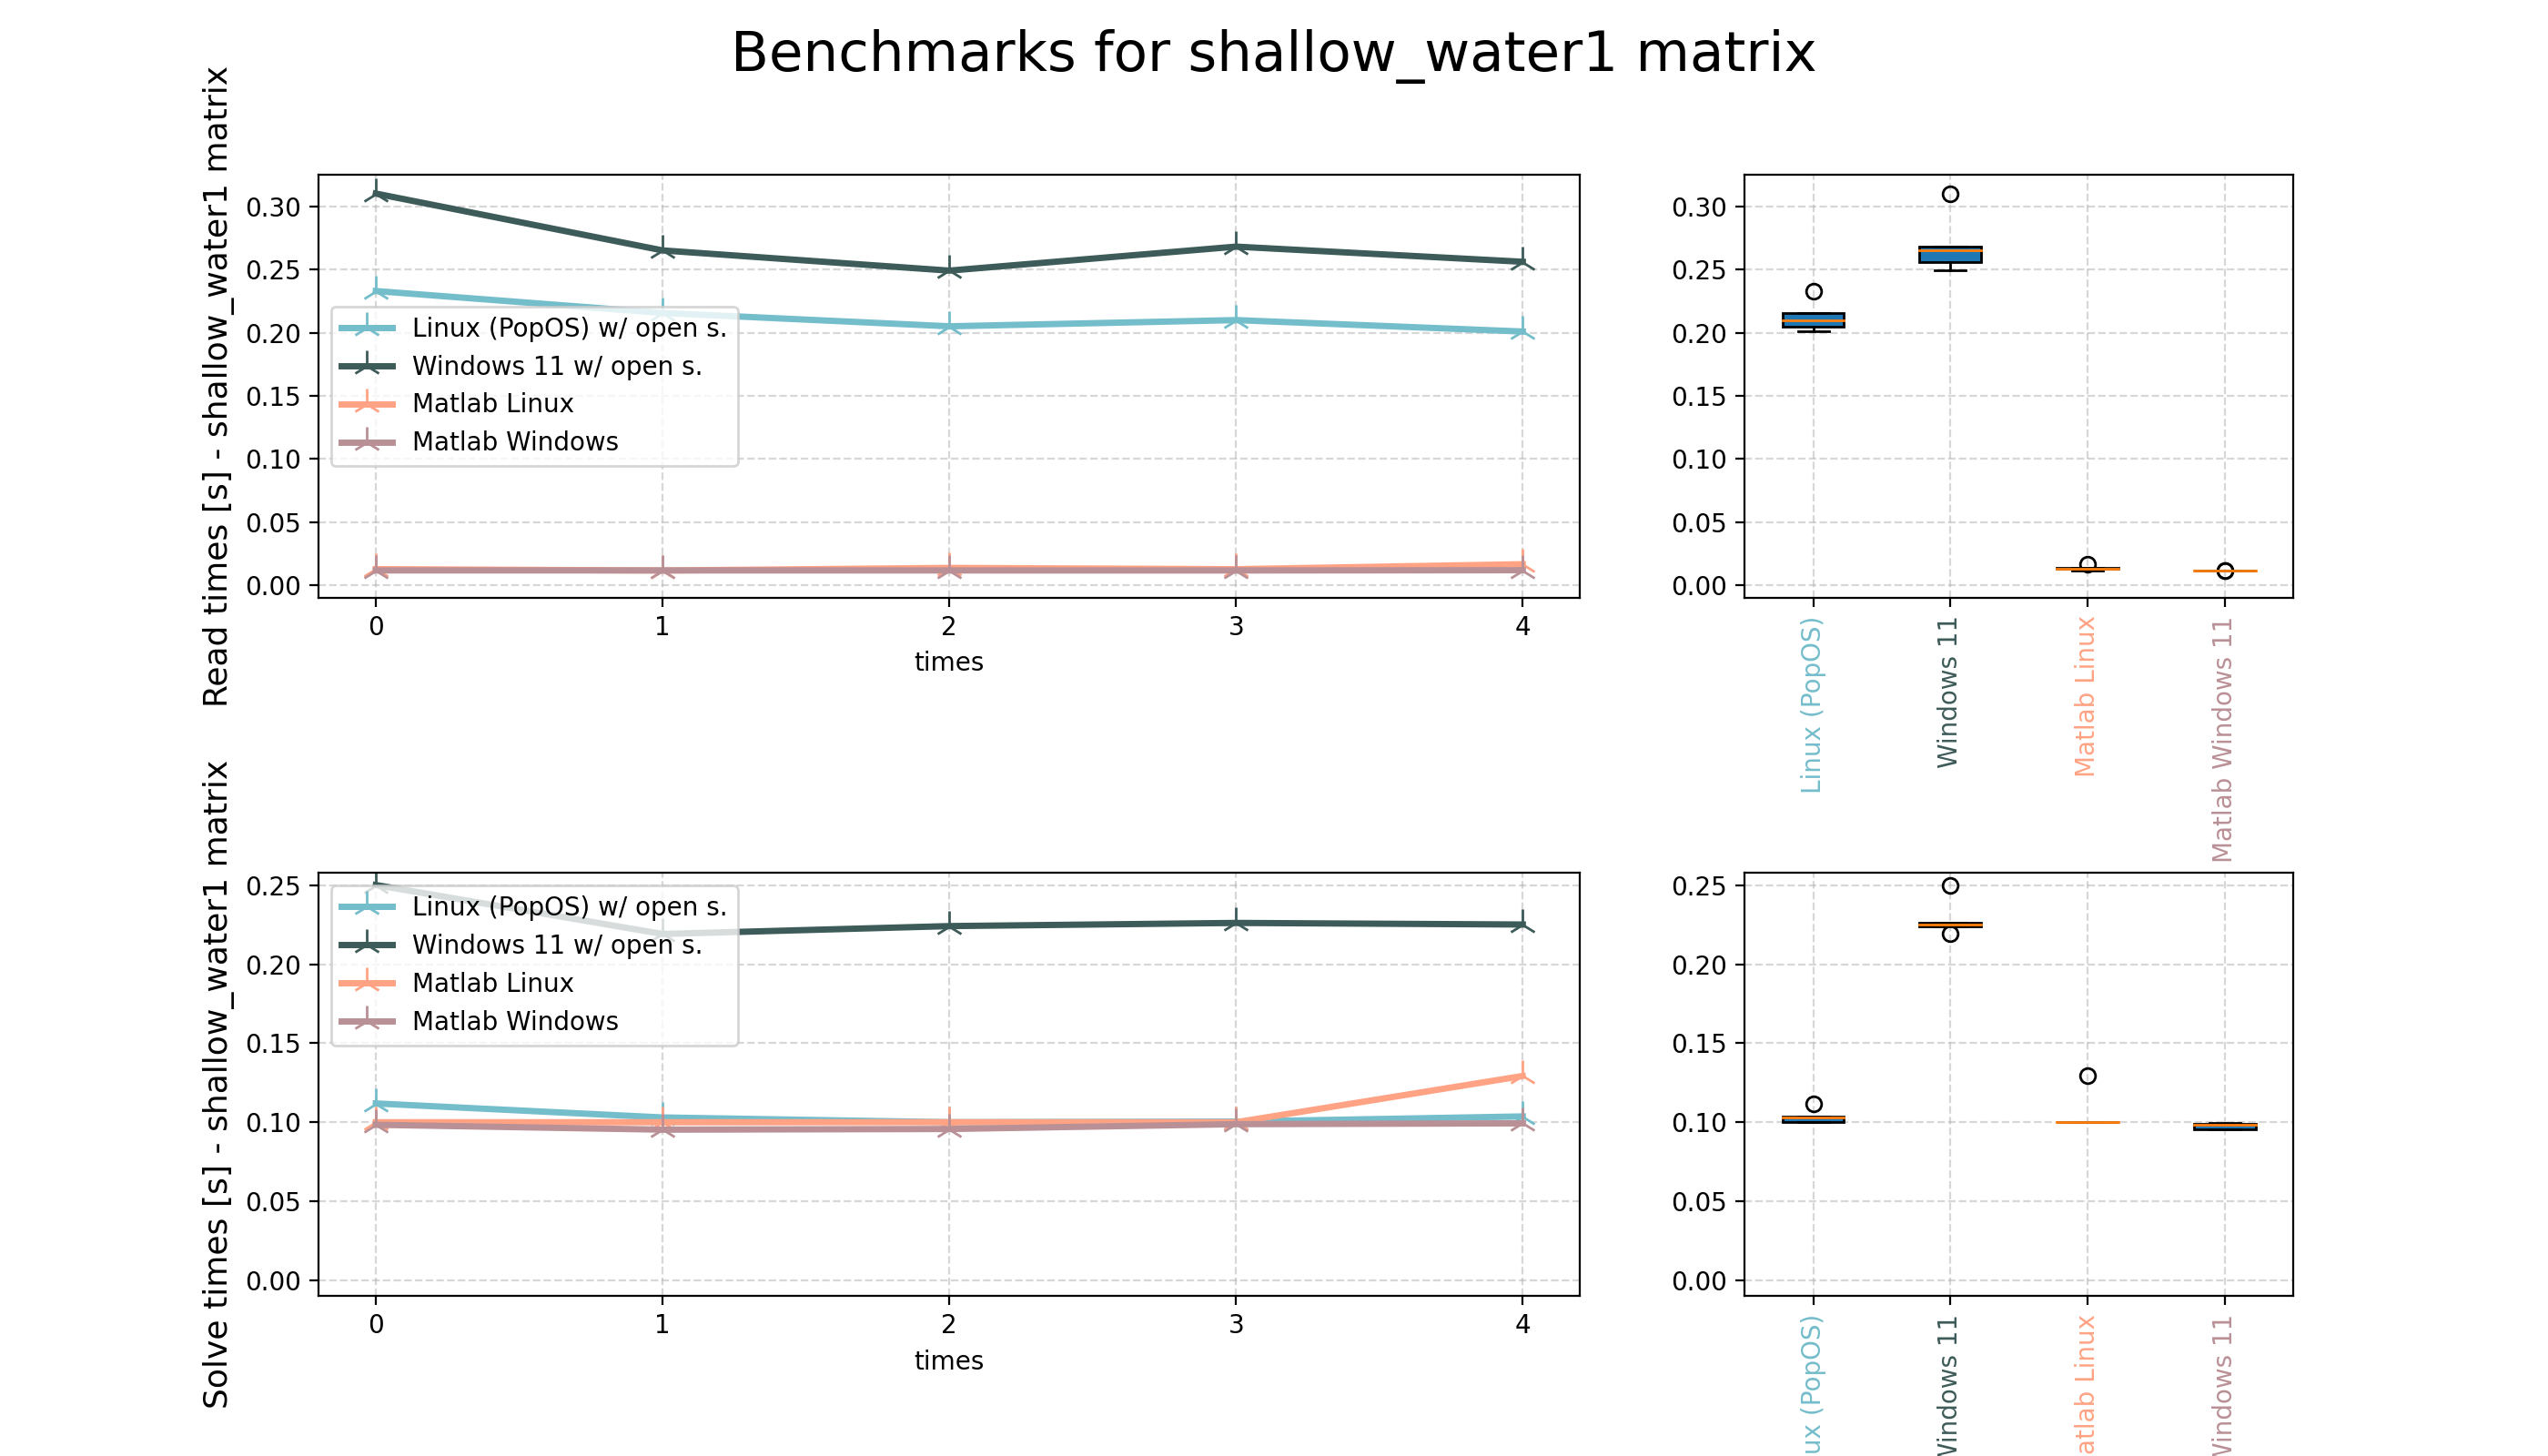 Benchmarks for shallow_water1 matrix
Read times [s] - shallow_water1 matrix
0.30
0.25
0.20
0.15
0.10
0.05
0.00
Linux (PopOS) w/ open s.
Windows 11 w/ open s.
Matlab Linux
Matlab Windows
0 1 2 3 4
times
0.30
0.25
0.20
0.15
0.10
0.05
0.00
Linux (PopOS)
Windows 11
Matlab Linux
Matlab Windows 11
Solve times [s] - shallow_water1 matrix
0.25
0.20
0.15
0.10
0.05
0.00
Linux (PopOS) w/ open s.
Windows 11 w/ open s.
Matlab Linux
Matlab Windows
0 1 2 3 4
times
0.25
0.20
0.15
0.10
0.05
0.00
ux (PopOS)
Windows 11
atlab Linux
Windows 11